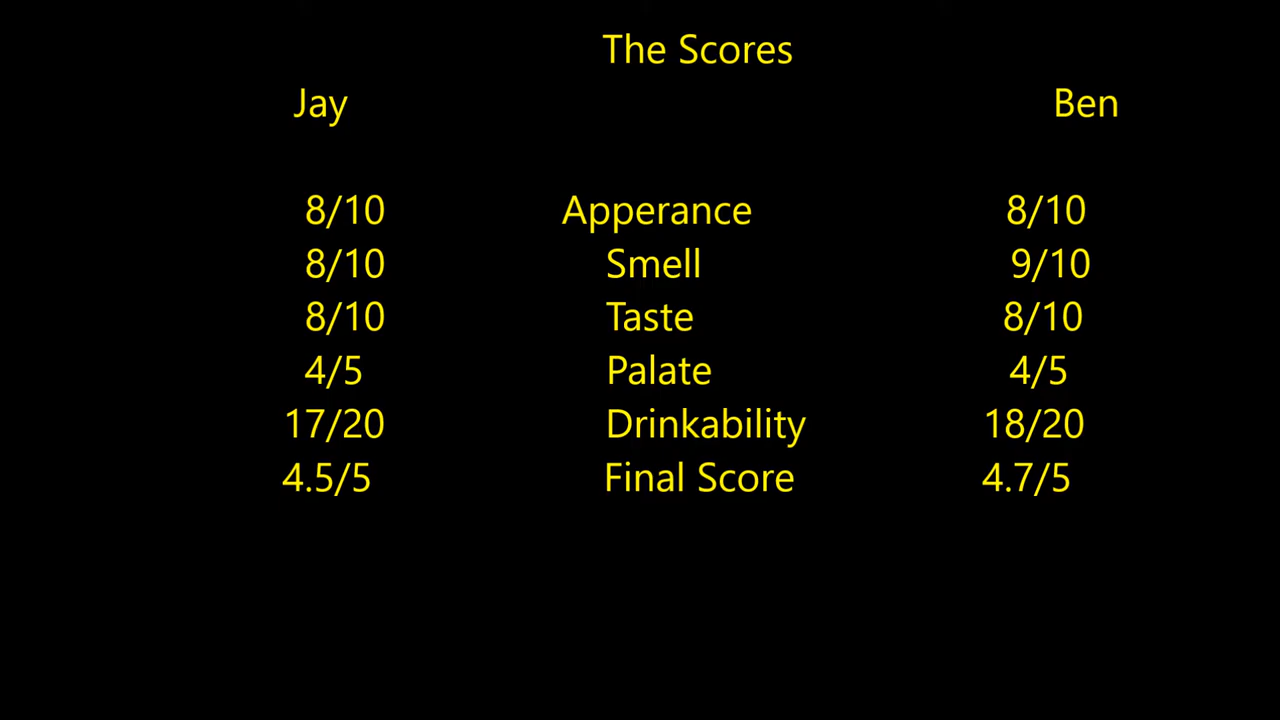 The Scores
Jay Ben
8/10 Apperance 8/10
8/10 Smell 9/10
8/10 Taste 8/10
4/5 Palate 4/5
17/20 Drinkability 18/20
4.5/5 Final Score 4.7/5